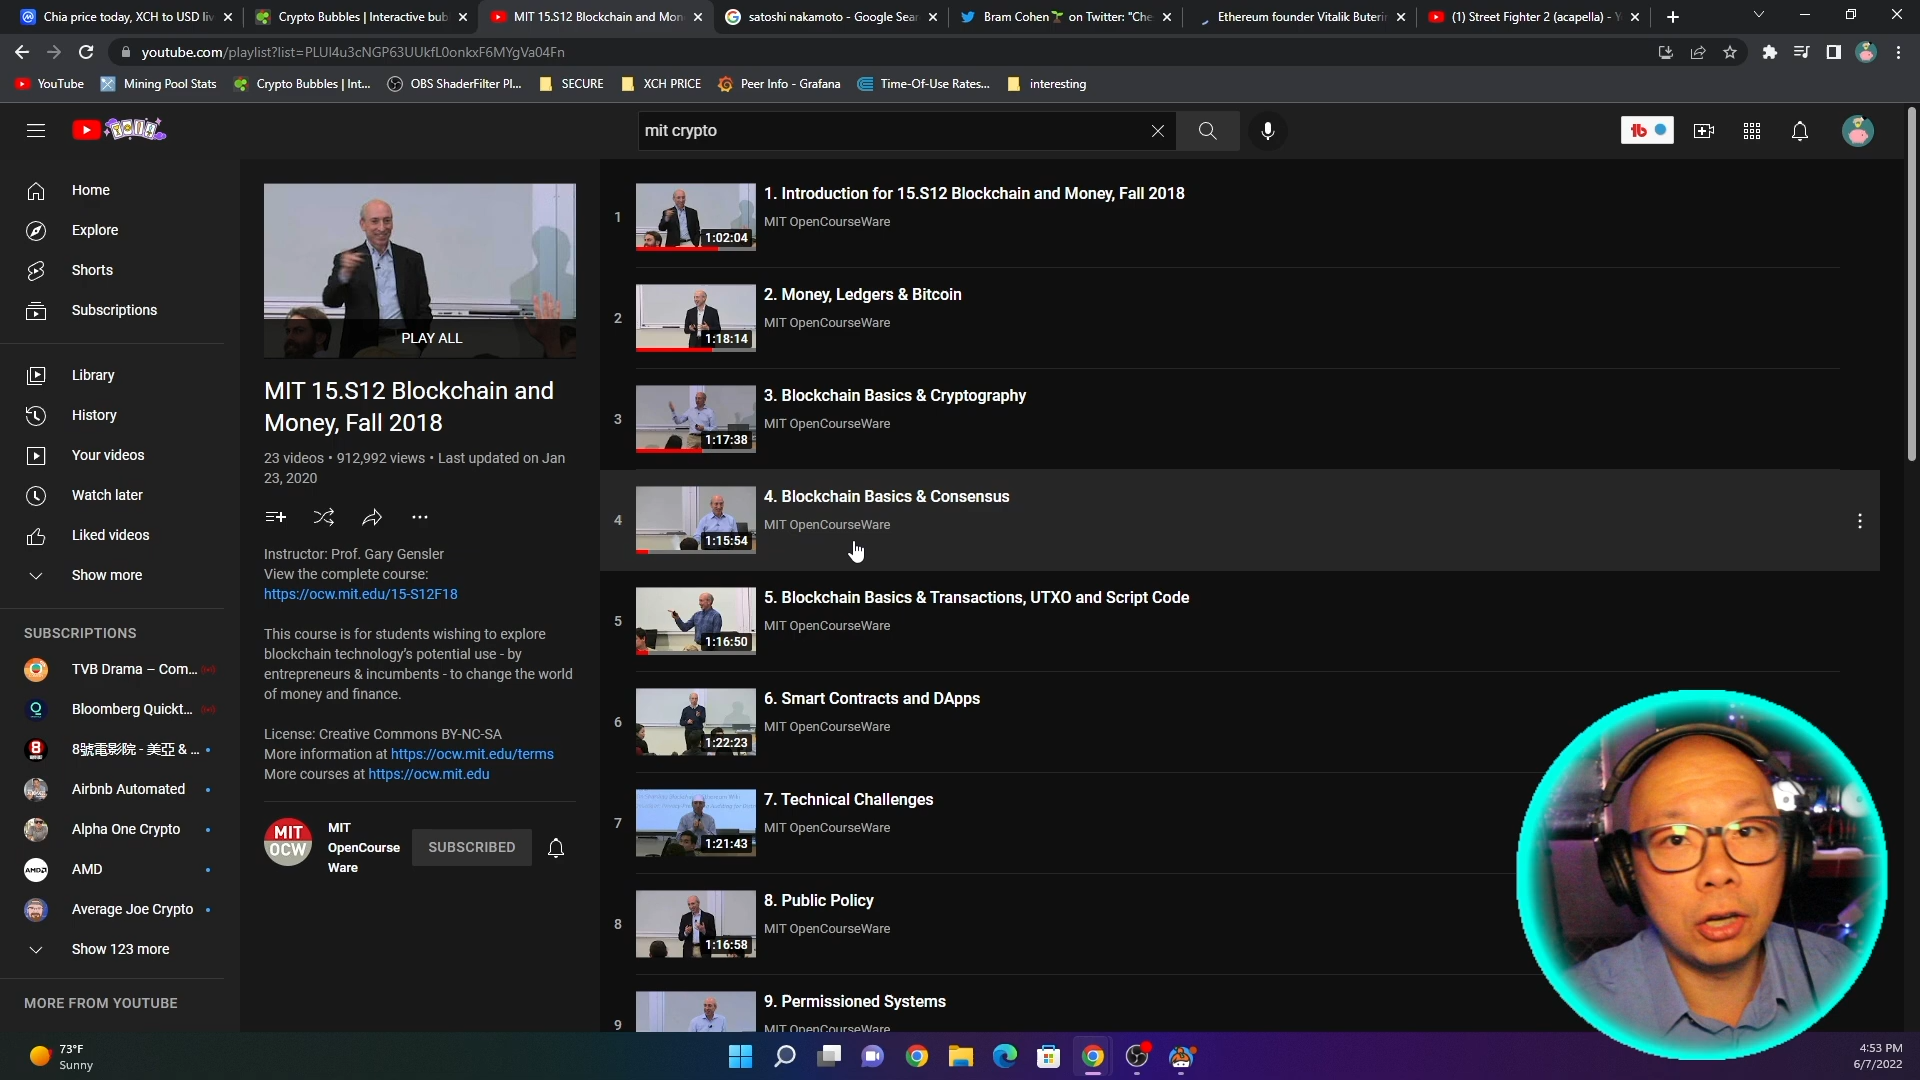 Chia price today, XCH to USD liv
Crypto Bubbles | Interactive bub
MIT 15.S12 Blockchain and Mon
satoshi nakamoto - Google Sear
Bram Cohen🌱 on Twitter: "Che
Ethereum founder Vitalik Buterin
(1) Street Fighter 2 (acapella) - Y
youtube.com/playlist?list=PLUl4u3cNGP63UUkfL0onkxF6MYgVa04Fn
YouTube
Mining Pool Stats
Crypto Bubbles | Int...
OBS ShaderFilter Pl...
SECURE
XCH PRICE
Peer Info - Grafana
Time-Of-Use Rates...
interesting
mit crypto
tb
Home
Explore
Shorts
Subscriptions
Library
History
Your videos
Watch later
Liked videos
Show more
SUBSCRIPTIONS
TVB Drama – Com...
Bloomberg Quickt...
8號電影院 - 美亞 & ...
Airbnb Automated
Alpha One Crypto
AMD
Average Joe Crypto
Show 123 more
MORE FROM YOUTUBE
PLAY ALL
MIT 15.S12 Blockchain and
Money, Fall 2018
23 videos • 912,992 views • Last updated on Jan
23, 2020
Instructor: Prof. Gary Gensler
View the complete course:
https://ocw.mit.edu/15-S12F18
This course is for students wishing to explore
blockchain technology's potential use - by
entrepreneurs & incumbents - to change the world
of money and finance.
License: Creative Commons BY-NC-SA
More information at https://ocw.mit.edu/terms
More courses at https://ocw.mit.edu
MIT
OCW
MIT
OpenCourse
Ware
SUBSCRIBED
1
1:02:04
1. Introduction for 15.S12 Blockchain and Money, Fall 2018
MIT OpenCourseWare
2
1:18:14
2. Money, Ledgers & Bitcoin
MIT OpenCourseWare
3
1:17:38
3. Blockchain Basics & Cryptography
MIT OpenCourseWare
4
1:15:54
4. Blockchain Basics & Consensus
MIT OpenCourseWare
5
1:16:50
5. Blockchain Basics & Transactions, UTXO and Script Code
MIT OpenCourseWare
6
1:22:23
6. Smart Contracts and DApps
MIT OpenCourseWare
7
1:21:43
7. Technical Challenges
MIT OpenCourseWare
8
1:16:58
8. Public Policy
MIT OpenCourseWare
9
9. Permissioned Systems
MIT OpenCourseWare
73°F
Sunny
4:53 PM
6/7/2022